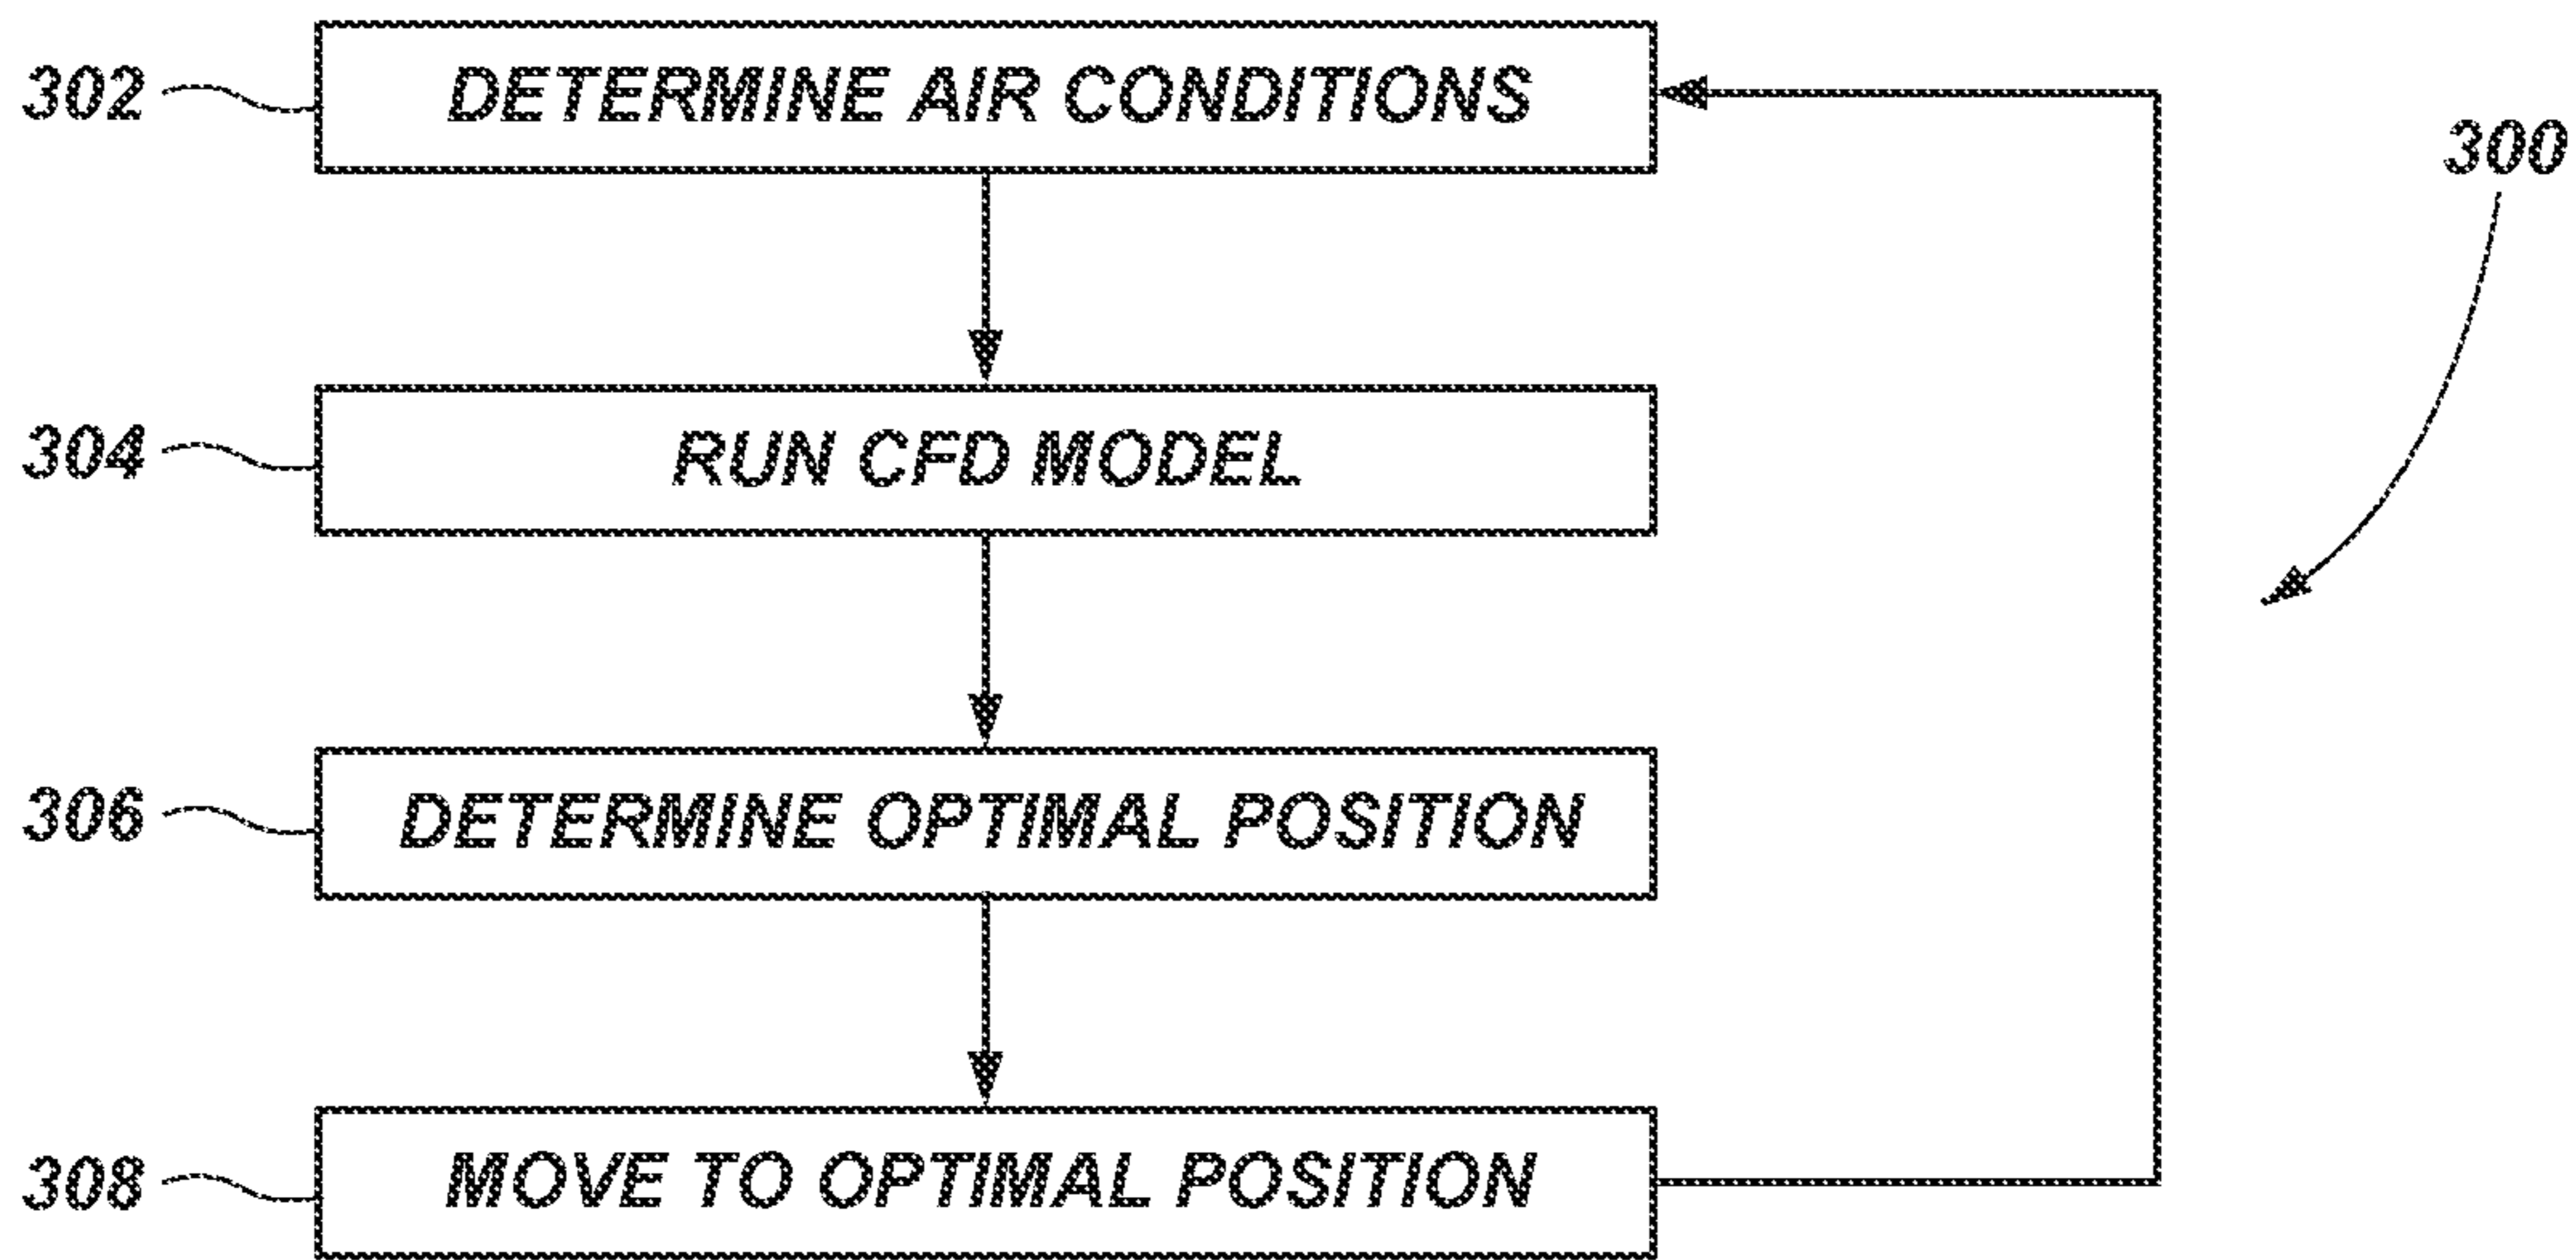 302 DETERMINE AIR CONDITIONS
300
304 RUN CFD MODEL
306 DETERMINE OPTIMAL POSITION
308 MOVE TO OPTIMAL POSITION